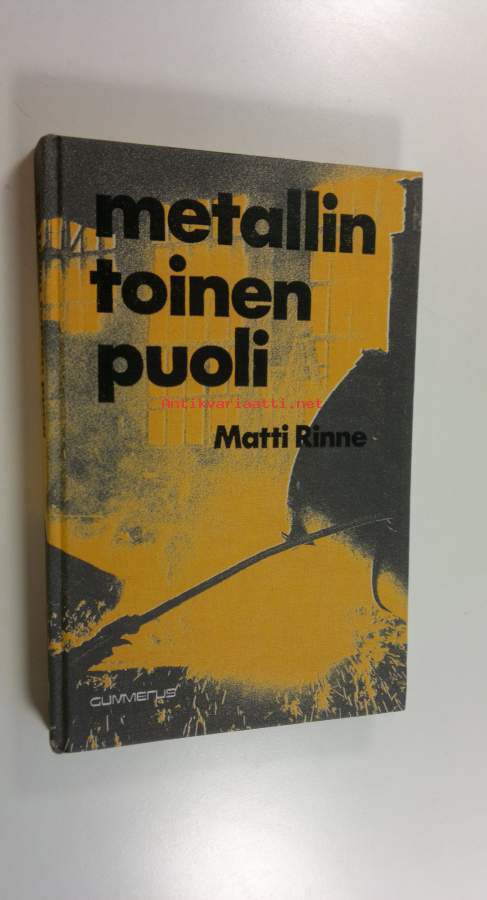 metallin
toinen
puoli
Antikvariaatti.net
Matti Rinne
GUMMERUS